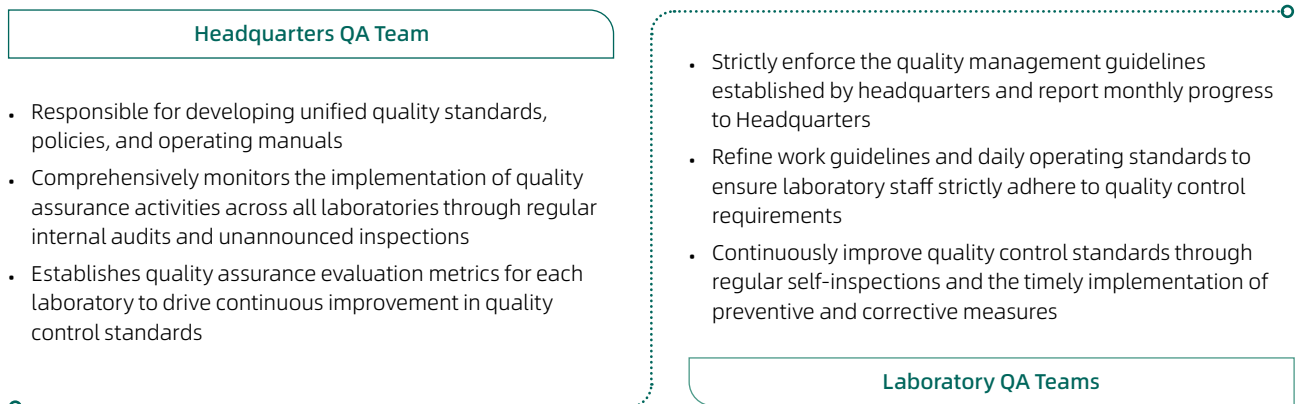 Headquarters QA Team
• Responsible for developing unified quality standards,
policies, and operating manuals
• Comprehensively monitors the implementation of quality
assurance activities across all laboratories through regular
internal audits and unannounced inspections
• Establishes quality assurance evaluation metrics for each
laboratory to drive continuous improvement in quality
control standards
• Strictly enforce the quality management guidelines
established by headquarters and report monthly progress
to Headquarters
• Refine work guidelines and daily operating standards to
ensure laboratory staff strictly adhere to quality control
requirements
• Continuously improve quality control standards through
regular self-inspections and the timely implementation of
preventive and corrective measures
Laboratory QA Teams